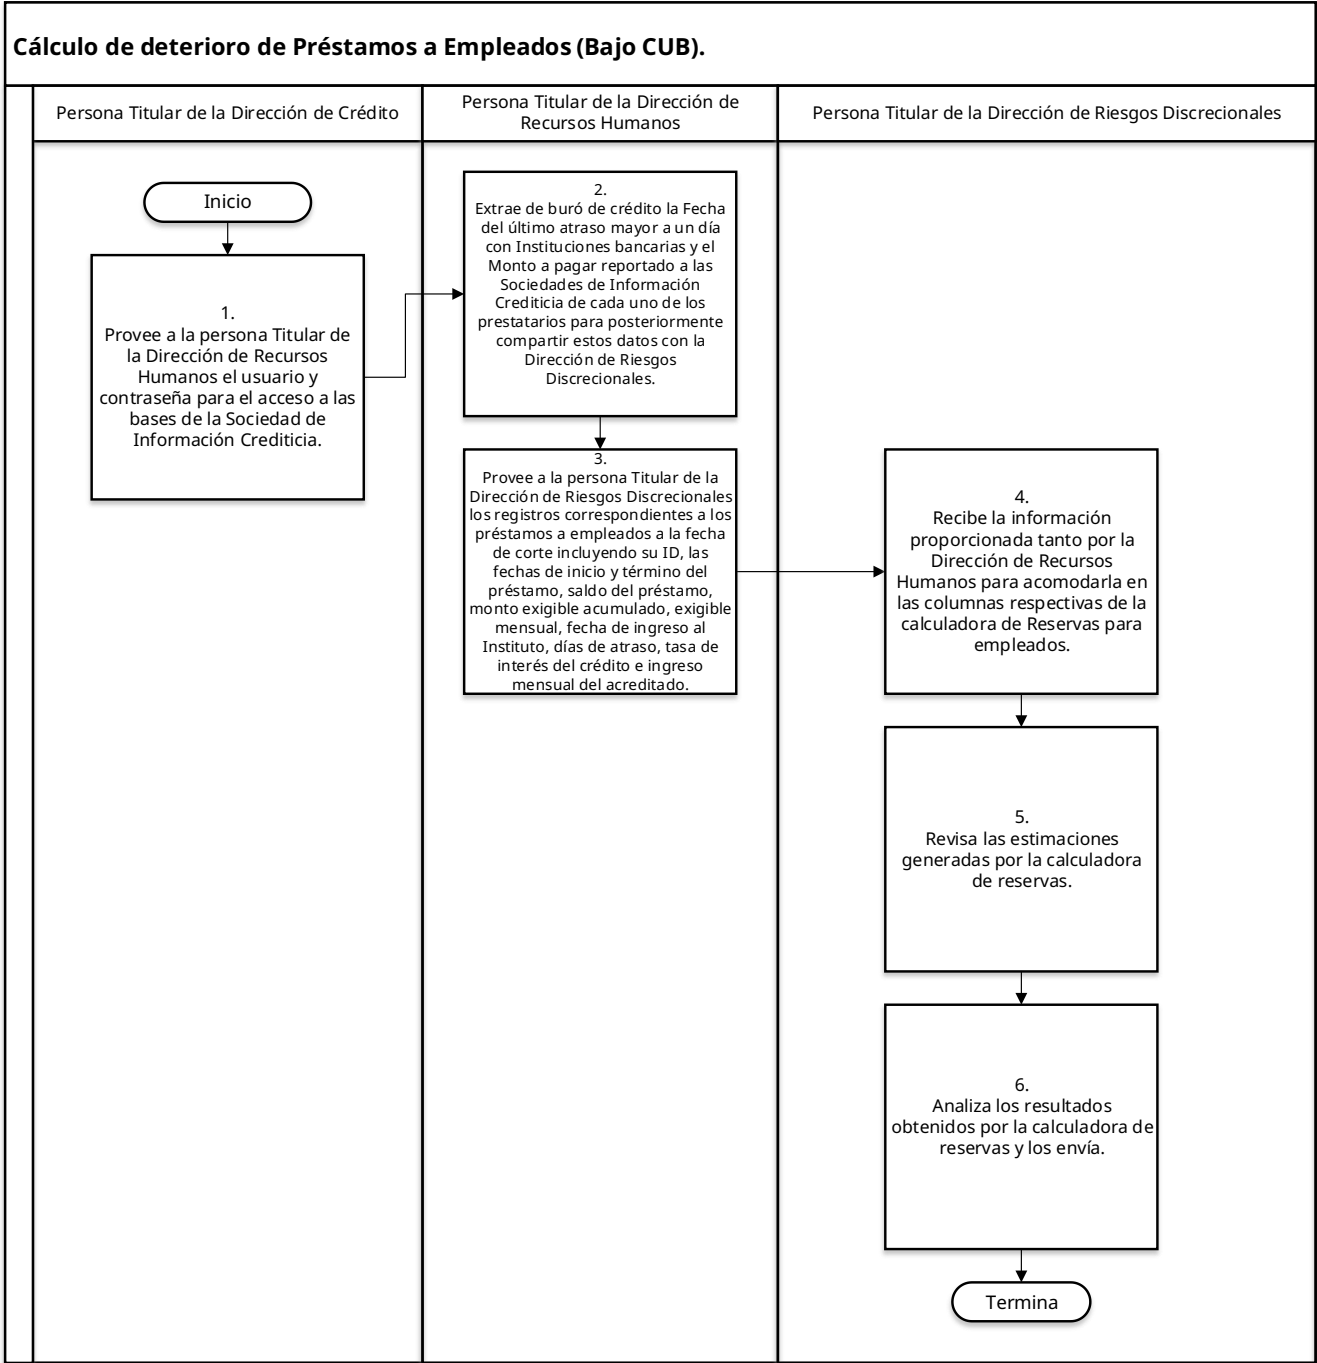 Cálculo de deterioro de Préstamos a Empleados (Bajo CUB).
Persona Titular de la Dirección de Crédito
Persona Titular de la Dirección de
Recursos Humanos
Persona Titular de la Dirección de Riesgos Discrecionales
Inicio
1.
Provee a la persona Titular de
la Dirección de Recursos
Humanos el usuario y
contraseña para el acceso a las
bases de la Sociedad de
Información Crediticia.
2.
Extrae de buró de crédito la Fecha
del último atraso mayor a un día
con Instituciones bancarias y el
Monto a pagar reportado a las
Sociedades de Información
Crediticia de cada uno de los
prestatarios para posteriormente
compartir estos datos con la
Dirección de Riesgos
Discrecionales.
3.
Provee a la persona Titular de la
Dirección de Riesgos Discrecionales
los registros correspondientes a los
préstamos a empleados a la fecha
de corte incluyendo su ID, las
fechas de inicio y término del
préstamo, saldo del préstamo,
monto exigible acumulado, exigible
mensual, fecha de ingreso al
Instituto, días de atraso, tasa de
interés del crédito e ingreso
mensual del acreditado.
4.
Recibe la información
proporcionada tanto por la
Dirección de Recursos
Humanos para acomodarla en
las columnas respectivas de la
calculadora de Reservas para
empleados.
5.
Revisa las estimaciones
generadas por la calculadora
de reservas.
6.
Analiza los resultados
obtenidos por la calculadora de
reservas y los envía.
Termina